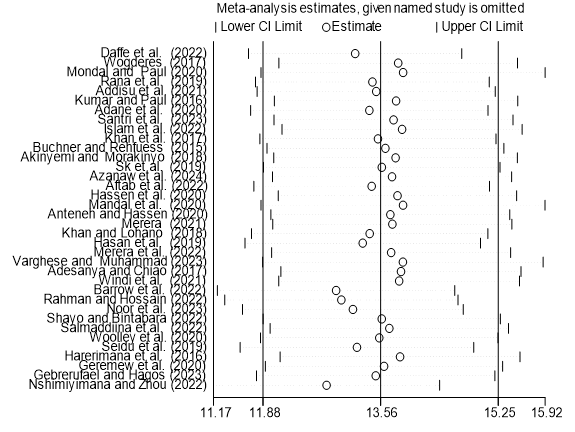 Meta-analysis estimates, given named study is omitted
| Lower CI Limit O Estimate | Upper CI Limit
Daffe et al. (2022)
Wogderes (2017)
Mondal and Paul (2020)
Rana et al. (2019)
Addisu et al. (2021)
Kumar and Paul (2016)
Adane et al. (2020)
Santri et al. (2023)
Islam et al. (2022)
Khan et al. (2017)
Buchner and Rehfuess (2015)
Akinyemi and Morakinyo (2018)
Sk et al. (2019)
Azanaw et al. (2024)
Aftab et al. (2022)
Hassen et al. (2020)
Mandal et al. (2020)
Anteneh and Hassen (2020)
Merera (2021)
Khan and Lohano (2018)
Hasan et al. (2019)
Merera et al. (2022)
Varghese and Muhammad (2023)
Adesanya and Chiao (2017)
Windi et al. (2021)
Barrow et al. (2022)
Rahman and Hossain (2022)
Noor et al. (2023)
Shayo and Bintabara (2022)
Salmaddiina et al. (2022)
Woolley et al. (2020)
Seidu et al. (2019)
Harerimana et al. (2016)
Geremew et al. (2020)
Gebrerufael and Hagos (2023)
Nshimiyimana and Zhou (2022)
11.17 11.88 13.56 15.25 15.92